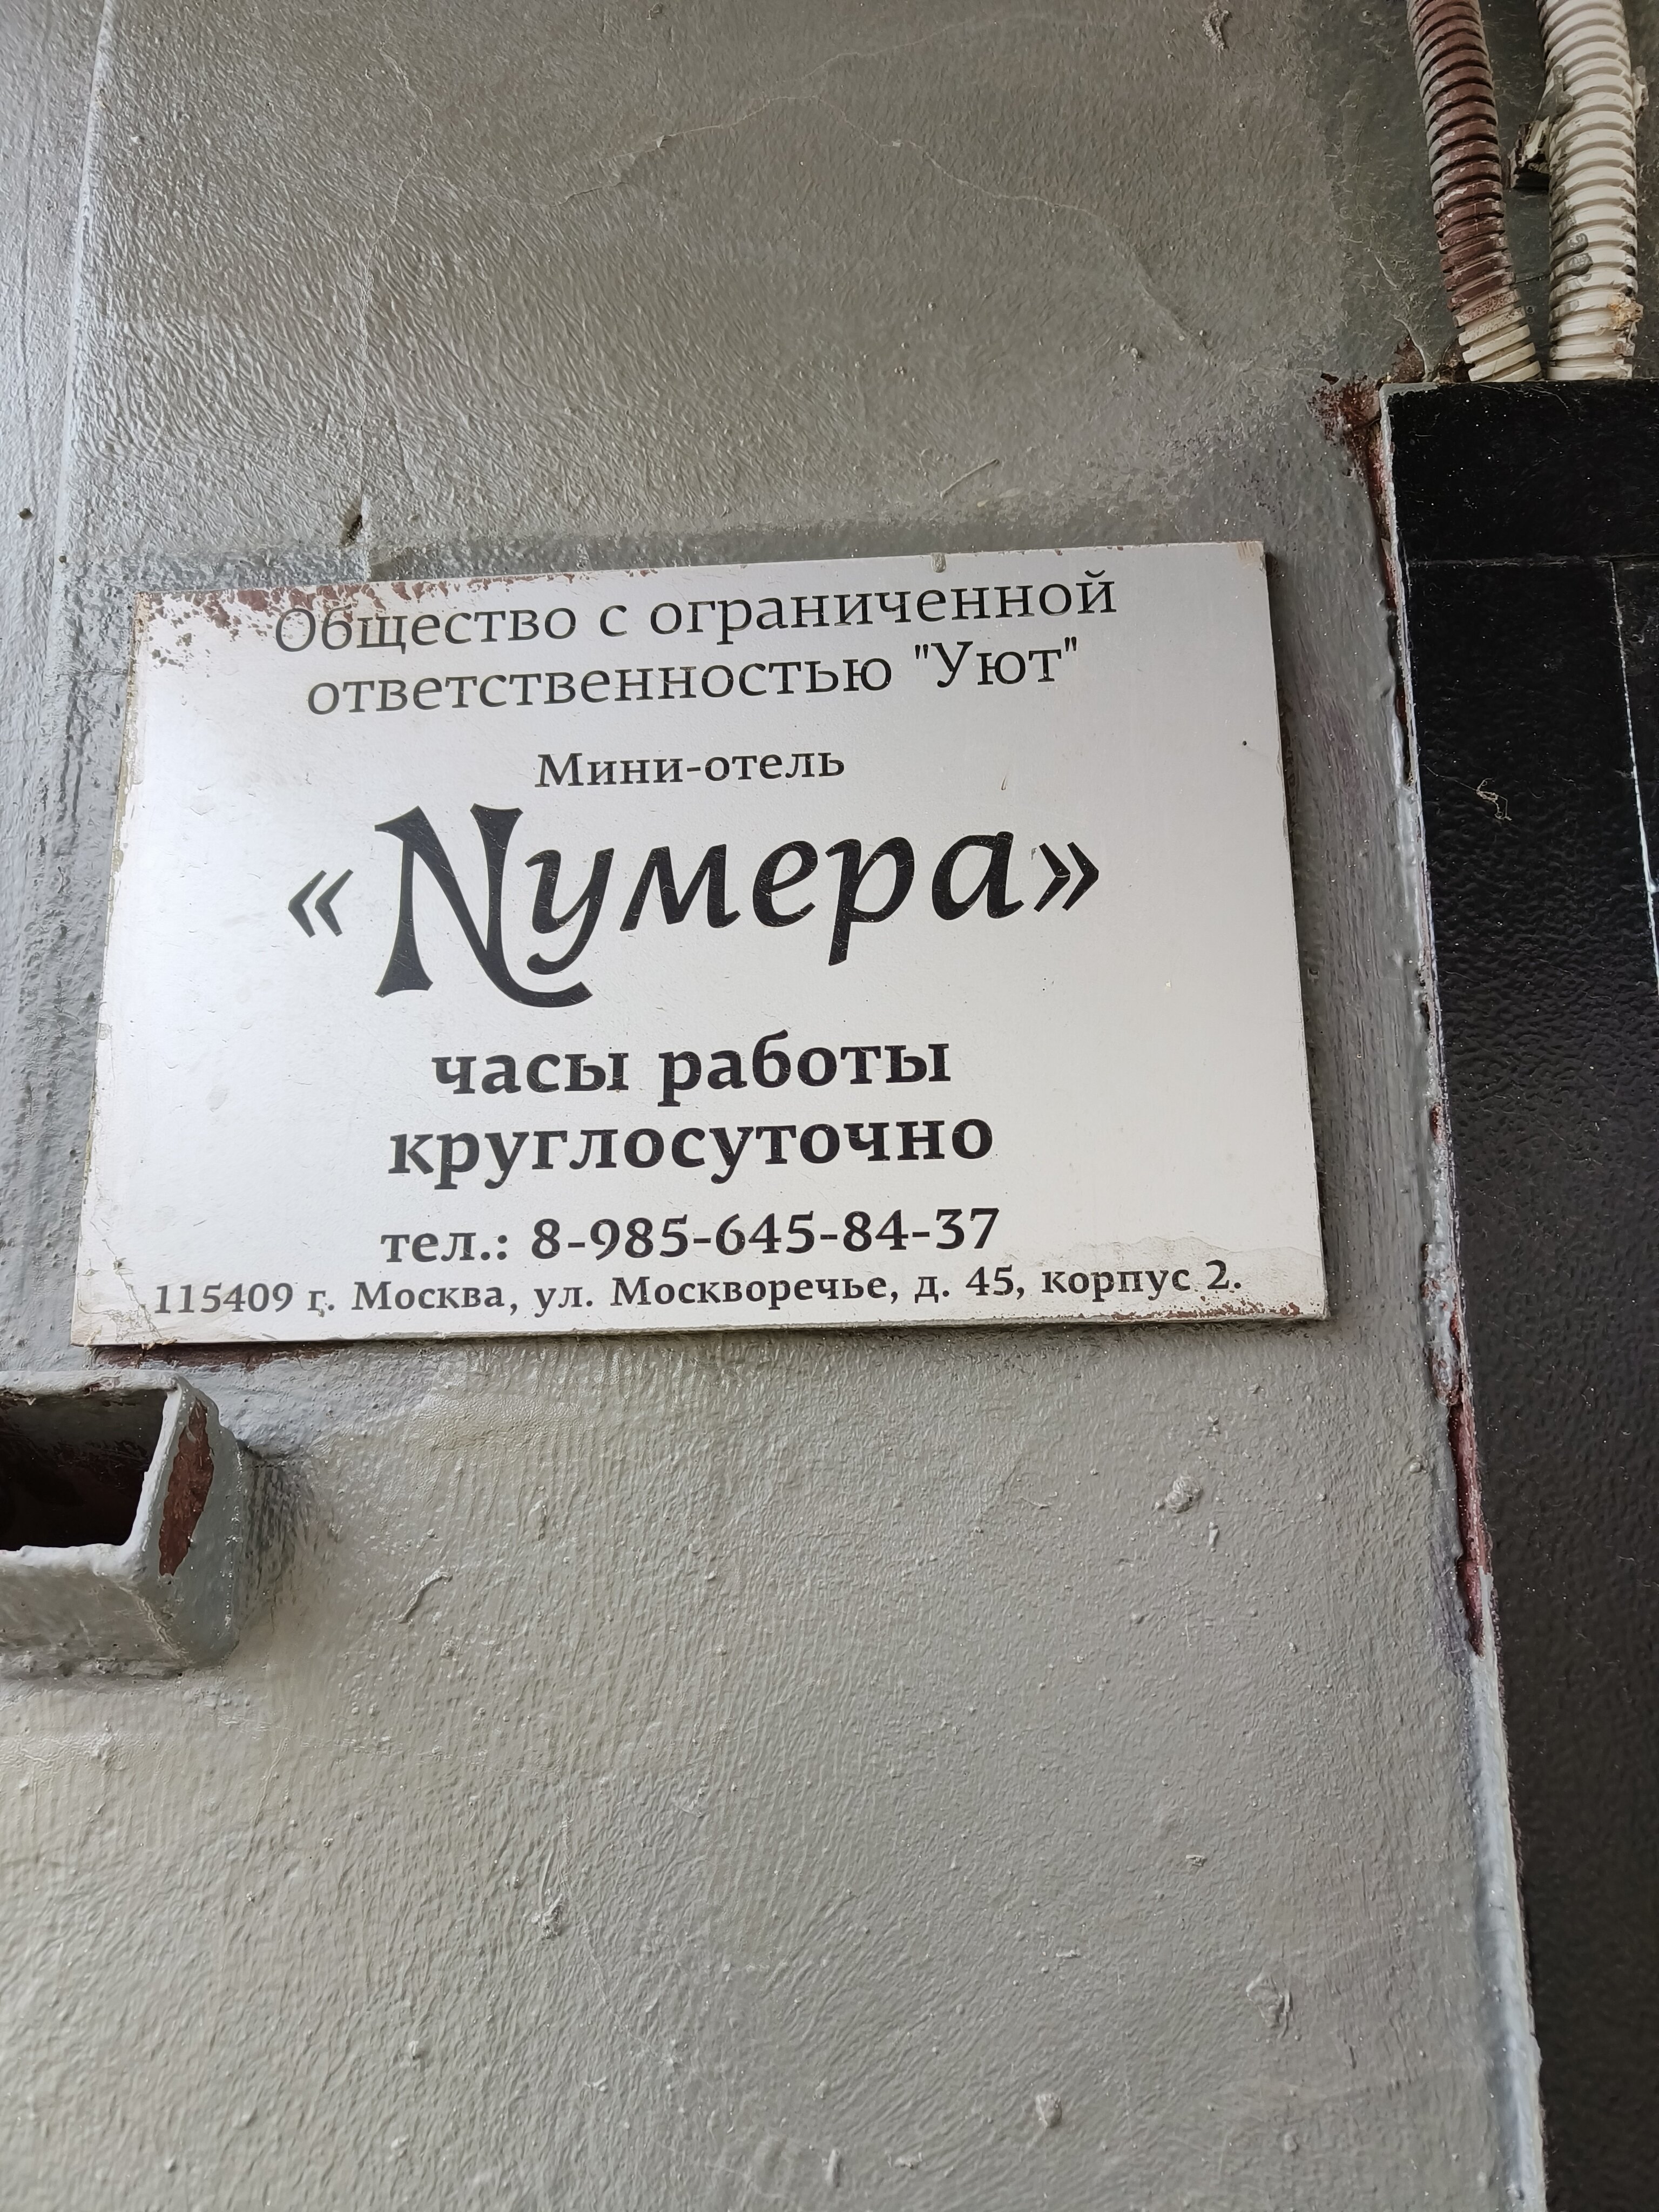 Общество с ограниченной
ответственностью "Уют"
Мини-отель
«Nумера»
часы работы
круглосуточно
тел.: 8-985-645-84-37
115409 г. Москва, ул. Москворечье, д. 45, корпус 2.